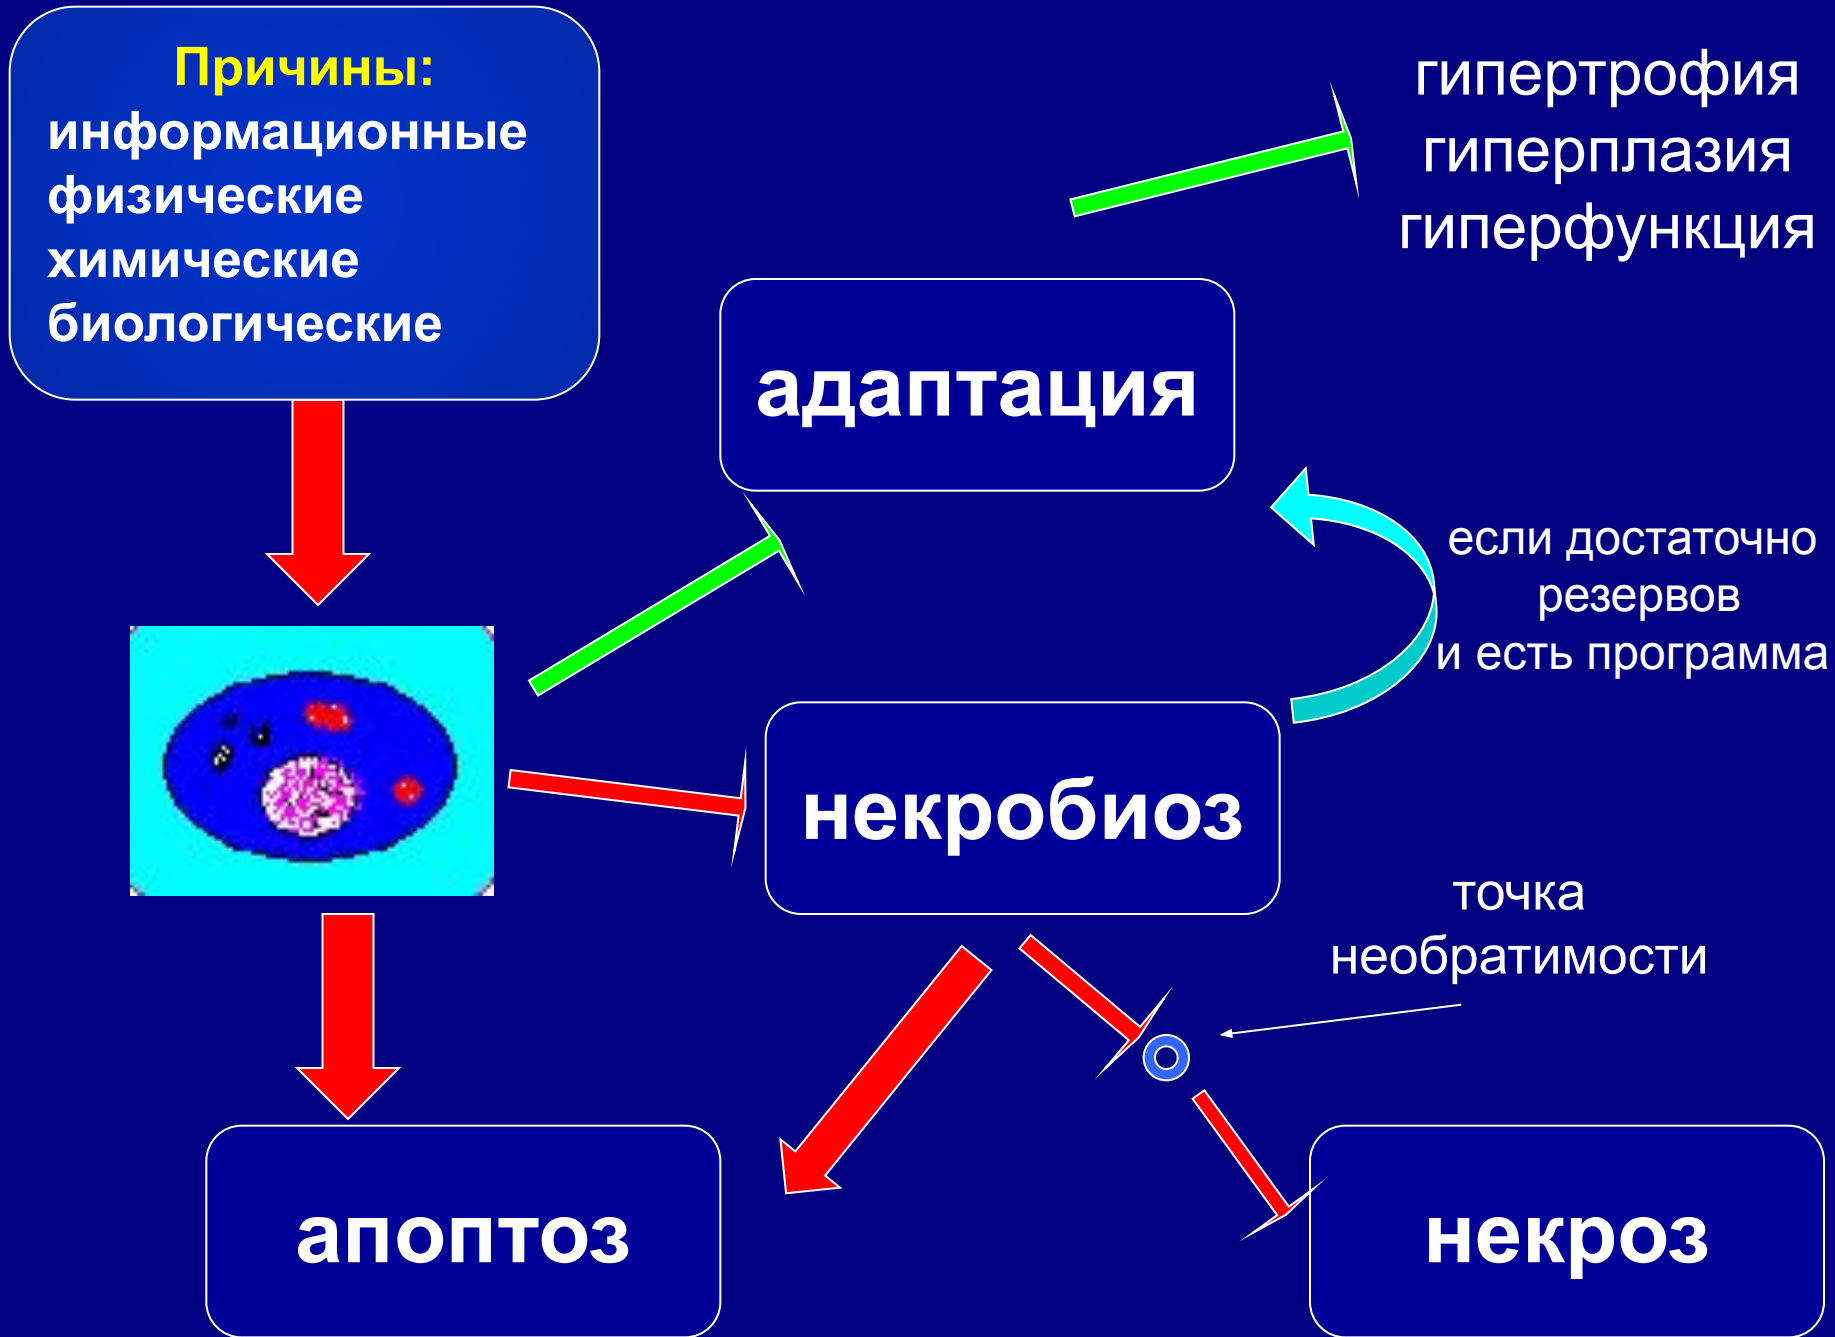 Причины:
информационные
физические
химические
биологические
гипертрофия
гиперплазия
гиперфункция
адаптация
если достаточно
резервов
и есть программа
некробиоз
точка
необратимости
апоптоз
некроз